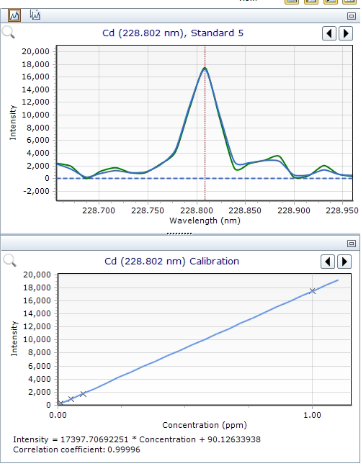 Cd (228.802 nm), Standard 5
20,000
18,000
16,000
14,000
12,000
10,000
8,000
6,000
4,000
2,000
0
-2,000
Intensity
228.700 228.750 228.800 228.850 228.900 228.950
Wavelength (nm)
Cd (228.802 nm) Calibration
20,000
18,000
16,000
14,000
12,000
10,000
8,000
6,000
4,000
2,000
0
Intensity
0.00 1.00
Concentration (ppm)
Intensity = 17397.70692251 * Concentration + 90.12633938
Correlation coefficient: 0.99996